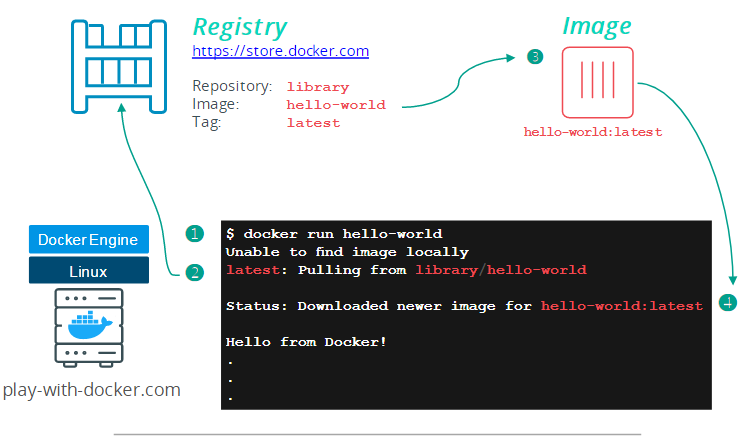 Registry
https://store.docker.com
Repository: library
Image: hello-world
Tag: latest
Image
3
hello-world:latest
1
Docker Engine
2
Linux
play-with-docker.com
$ docker run hello-world
Unable to find image locally
latest: Pulling from library/hello-world
Status: Downloaded newer image for hello-world:latest
4
Hello from Docker!
.
.
.